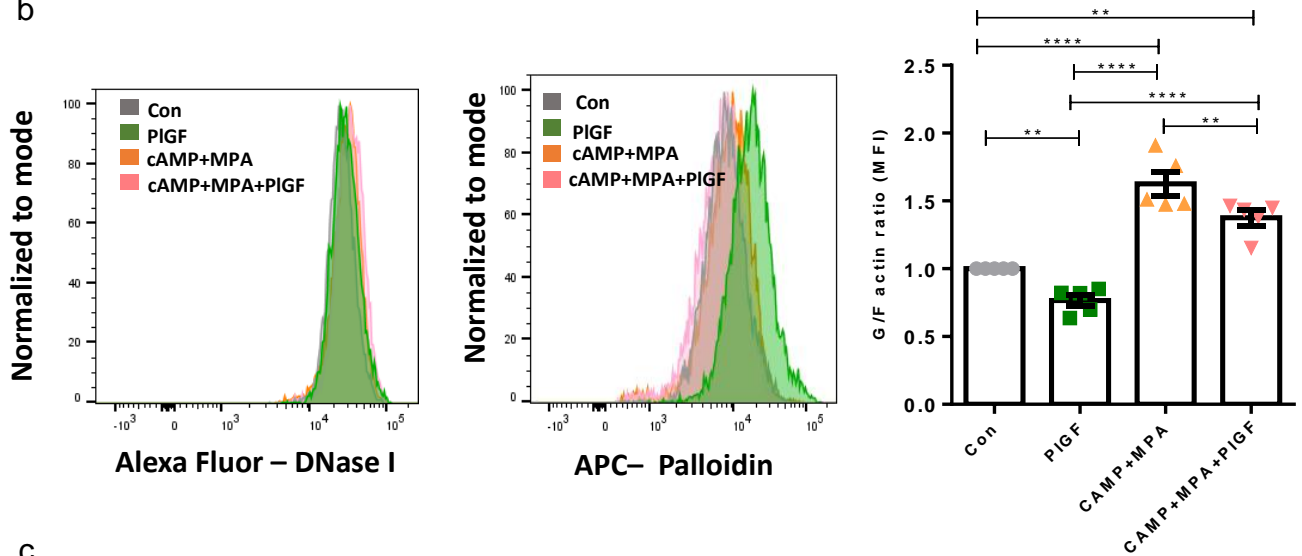 b
Normalized to mode
100
80
60
40
20
0
Con
PlGF
cAMP+MPA
cAMP+MPA+PlGF
-10³ 0 10³ 10⁴ 10⁵
Alexa Fluor – DNase I
Normalized to mode
100
80
60
40
20
0
Con
PlGF
cAMP+MPA
cAMP+MPA+PlGF
-10³ 0 10³ 10⁴ 10⁵
APC– Palloidin
G/F actin ratio (MFI)
2.5
2.0
1.5
1.0
0.5
0.0
**
****
****
****
**
**
Con
PlGF
CAMP+MPA
CAMP+MPA+PlGF